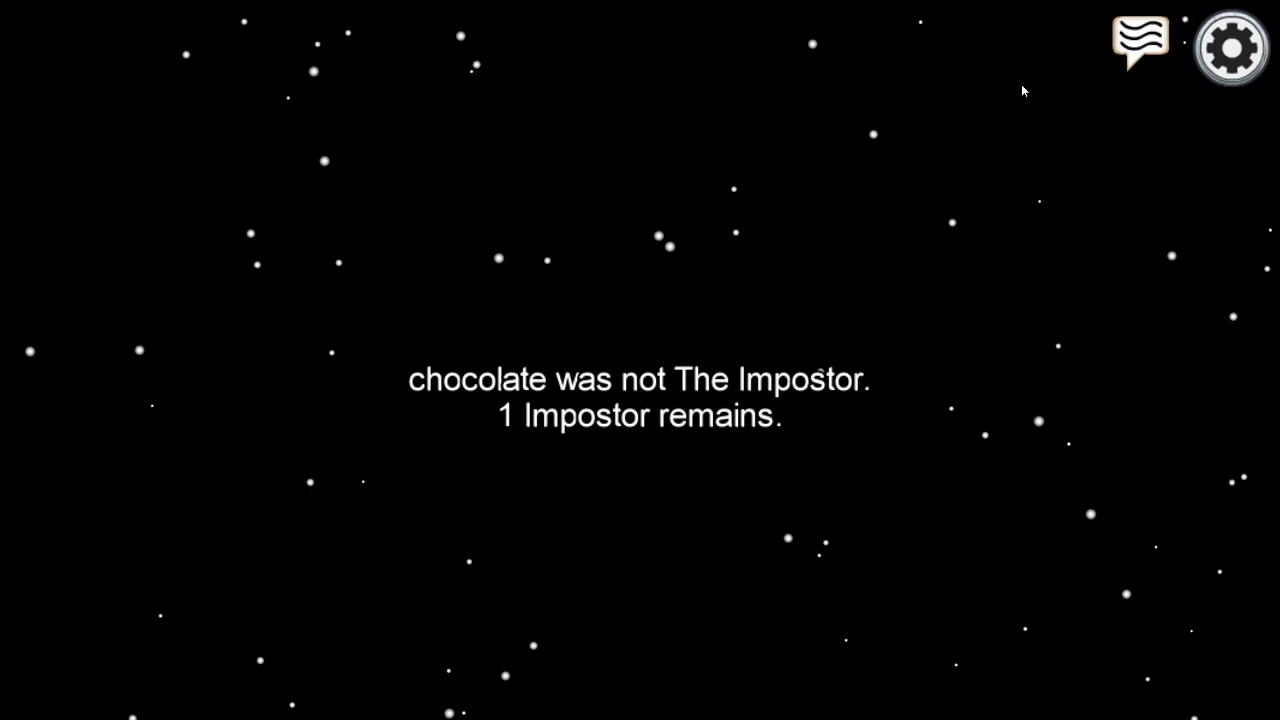 chocolate was not The Impostor.
1 Impostor remains.